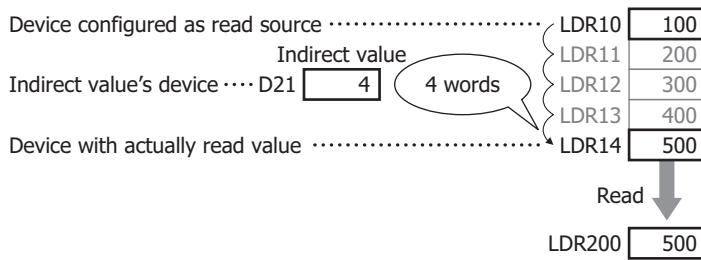 Device configured as read source ⋯⋯⋯⋯⋯⋯⋯⋯⋯ LDR10 100
Indirect value LDR11 200
Indirect value's device ···· D21 4 4 words LDR12 300
LDR13 400
Device with actually read value ⋯⋯⋯⋯⋯⋯⋯⋯⋯ LDR14 500
Read
LDR200 500